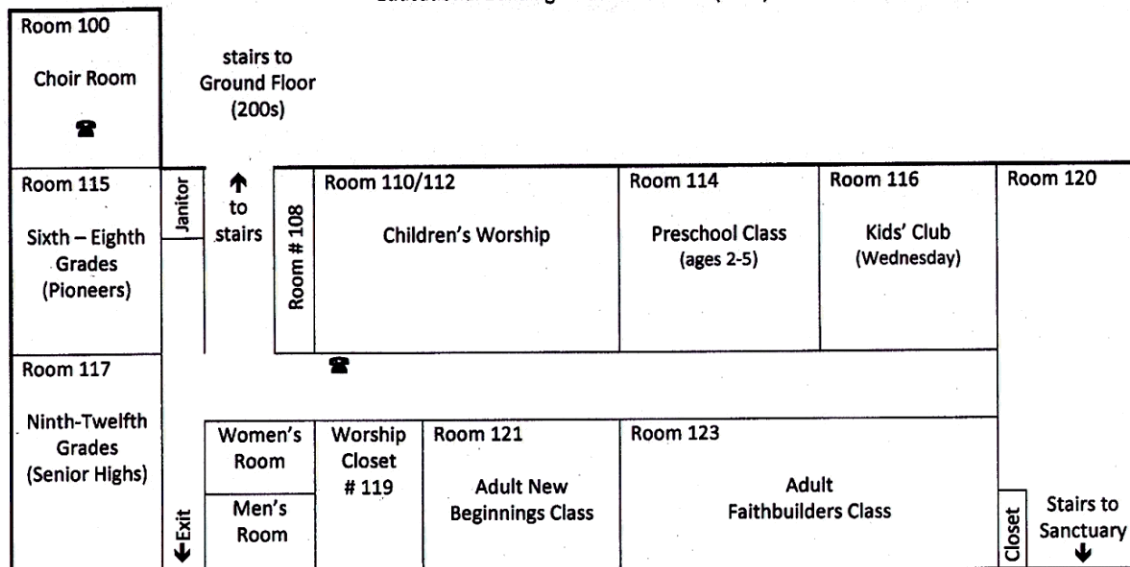 Room 100
Choir Room
stairs to
Ground Floor
(200s)
Room 115
Sixth – Eighth
Grades
(Pioneers)
Janitor
to
stairs
Room # 108
Room 110/112
Children's Worship
Room 114
Preschool Class
(ages 2-5)
Room 116
Kids' Club
(Wednesday)
Room 120
Room 117
Ninth-Twelfth
Grades
(Senior Highs)
Exit
Women's
Room
Men's
Room
Worship
Closet
# 119
Room 121
Adult New
Beginnings Class
Room 123
Adult
Faithbuilders Class
Closet
Stairs to
Sanctuary